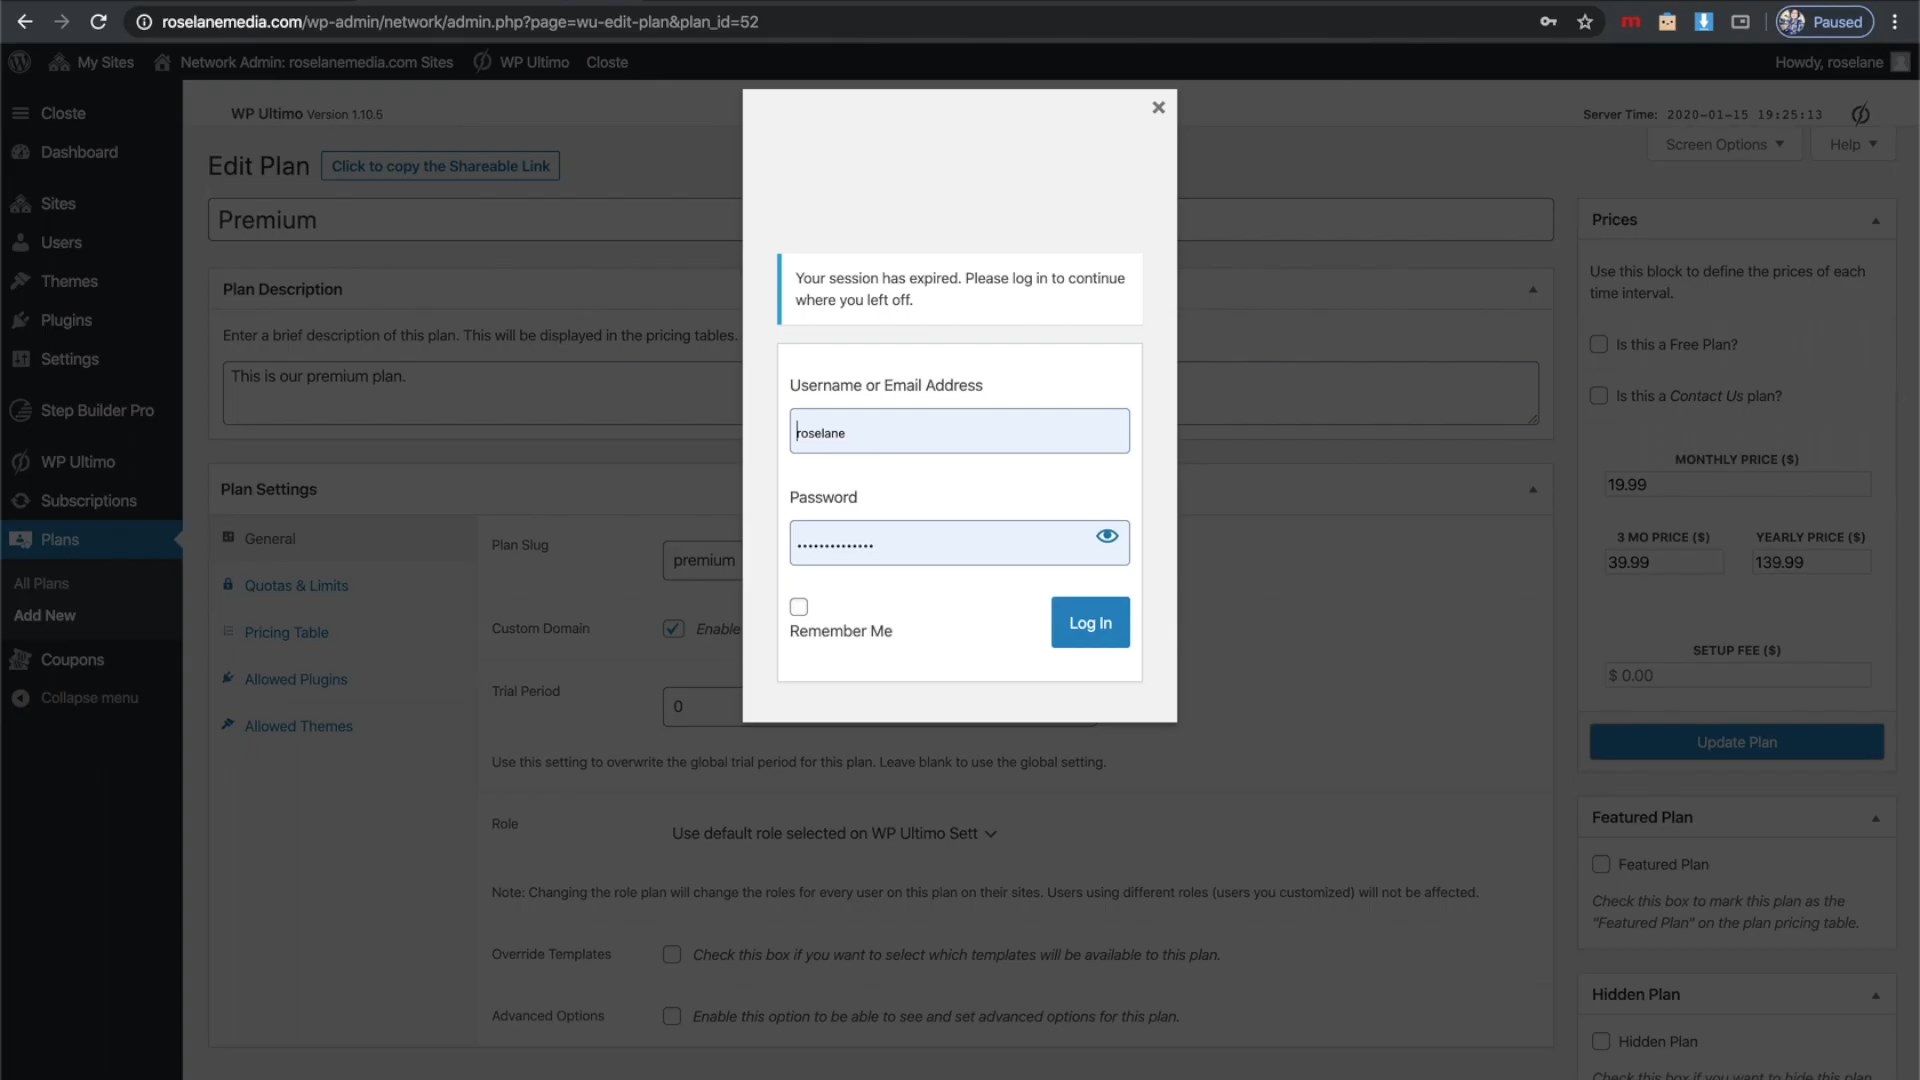 roselanemedia.com/wp-admin/network/admin.php?page=wu-edit-plan&plan_id=52
Paused
My Sites
Network Admin: roselanemedia.com Sites
WP Ultimo
Closte
Howdy, roselane
Closte
Dashboard
Sites
Users
Themes
Plugins
Settings
Step Builder Pro
WP Ultimo
Subscriptions
Plans
All Plans
Add New
Coupons
Collapse menu
WP Ultimo Version 1.10.5
Server Time: 2020-01-15 19:25:13
Screen Options
Help
Edit Plan
Click to copy the Shareable Link
Premium
Plan Description
Enter a brief description of this plan. This will be displayed in the pricing tables.
This is our premium plan.
Plan Settings
General
Quotas & Limits
Pricing Table
Allowed Plugins
Allowed Themes
Plan Slug
premium
Custom Domain
Enable
Trial Period
0
Use this setting to overwrite the global trial period for this plan. Leave blank to use the global setting.
Role
Use default role selected on WP Ultimo Sett
Note: Changing the role plan will change the roles for every user on this plan on their sites. Users using different roles (users you customized) will not be affected.
Override Templates
Check this box if you want to select which templates will be available to this plan.
Advanced Options
Enable this option to be able to see and set advanced options for this plan.
Your session has expired. Please log in to continue
where you left off.
Username or Email Address
roselane
Password
••••••••••••••
Remember Me
Log In
Prices
Use this block to define the prices of each
time interval.
Is this a Free Plan?
Is this a Contact Us plan?
MONTHLY PRICE ($)
19.99
3 MO PRICE ($)
YEARLY PRICE ($)
39.99
139.99
SETUP FEE ($)
$ 0.00
Update Plan
Featured Plan
Featured Plan
Check this box to mark this plan as the
"Featured Plan" on the plan pricing table.
Hidden Plan
Hidden Plan
Check this box if you want to hide this plan